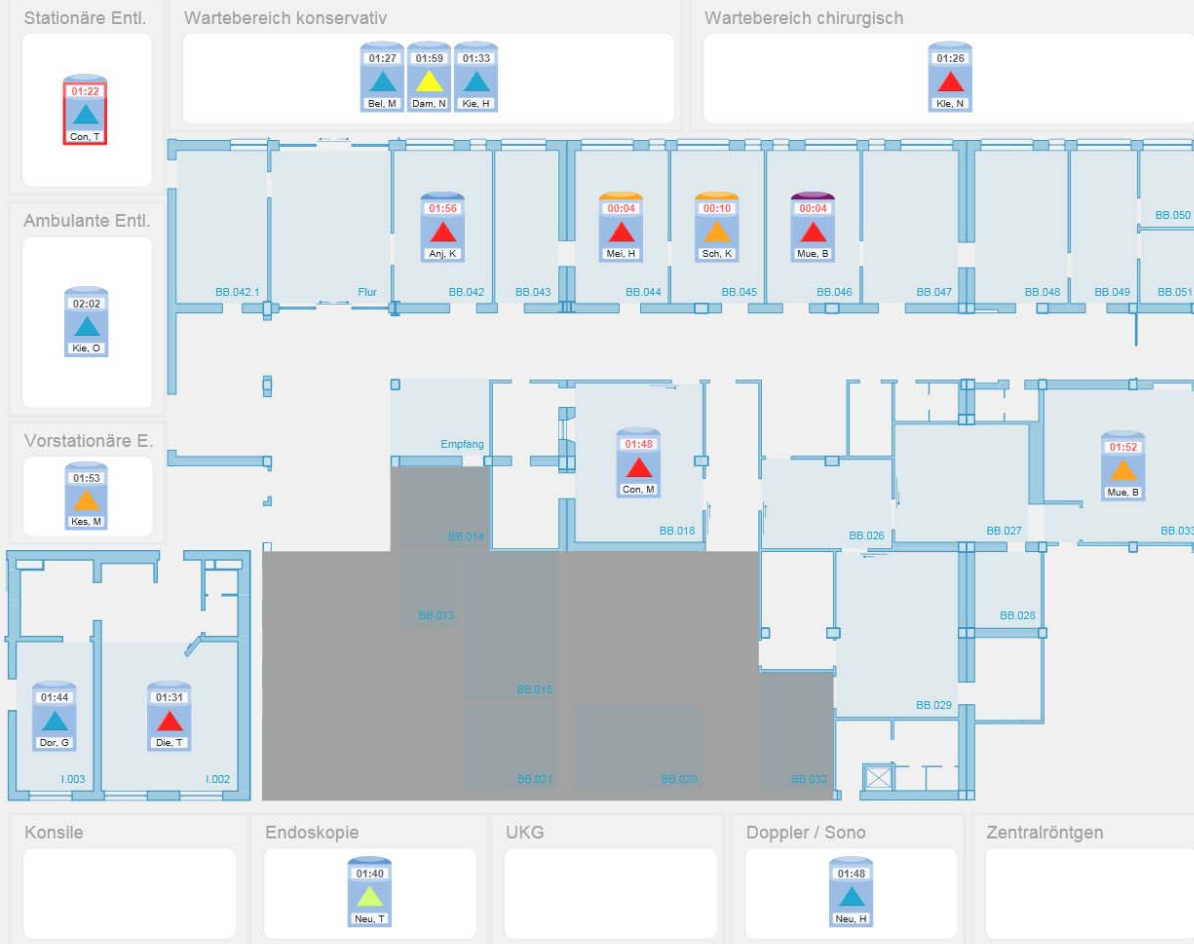 Stationäre Entl.
Wartebereich konservativ
Wartebereich chirurgisch
01:22
Con, T
01:27
Bel, M
01:59
Dam, N
01:33
Kie, H
01:26
Kle, N
Ambulante Entl.
02:02
Kie, O
Vorstationäre E.
01:53
Kes, M
BB.042.1
Flur
01:56
Anj, K
BB.042
BB.043
00:04
Mei, H
BB.044
00:10
Sch, K
BB.045
00:04
Mue, B
BB.046
BB.047
BB.048
BB.049
BB.050
BB.051
Empfang
BB.014
01:48
Con, M
BB.018
BB.026
BB.027
01:52
Mue, B
BB.033
BB.013
BB.015
BB.028
BB.029
BB.021
BB.020
BB.032
01:44
Dor, G
I.003
01:31
Die, T
I.002
Konsile
Endoskopie
01:40
Neu, T
UKG
Doppler / Sono
01:48
Neu, H
Zentralröntgen